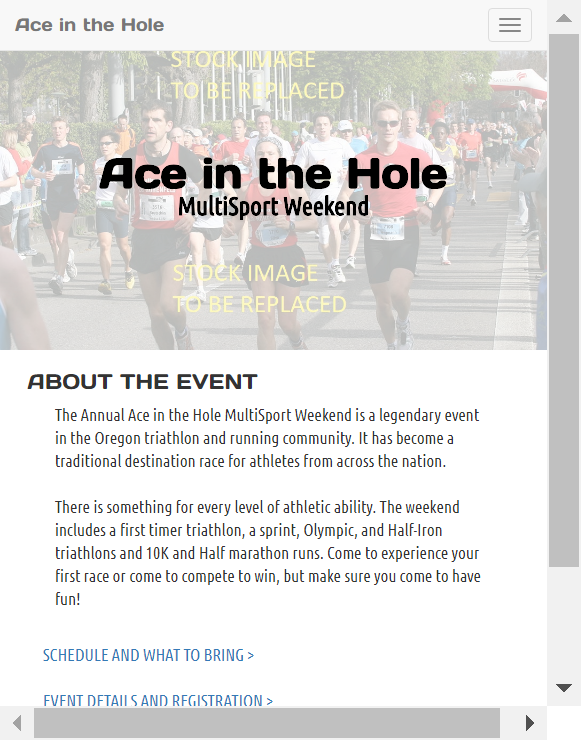 Ace in the Hole
STOCK IMAGE
TO BE REPLACED
Ace in the Hole
MultiSport Weekend
STOCK IMAGE
TO BE REPLACED
ABOUT THE EVENT
The Annual Ace in the Hole MultiSport Weekend is a legendary event
in the Oregon triathlon and running community. It has become a
traditional destination race for athletes from across the nation.
There is something for every level of athletic ability. The weekend
includes a first timer triathlon, a sprint, Olympic, and Half-Iron
triathlons and 10K and Half marathon runs. Come to experience your
first race or come to compete to win, but make sure you come to have
fun!
SCHEDULE AND WHAT TO BRING >
EVENT DETAILS AND REGISTRATION >